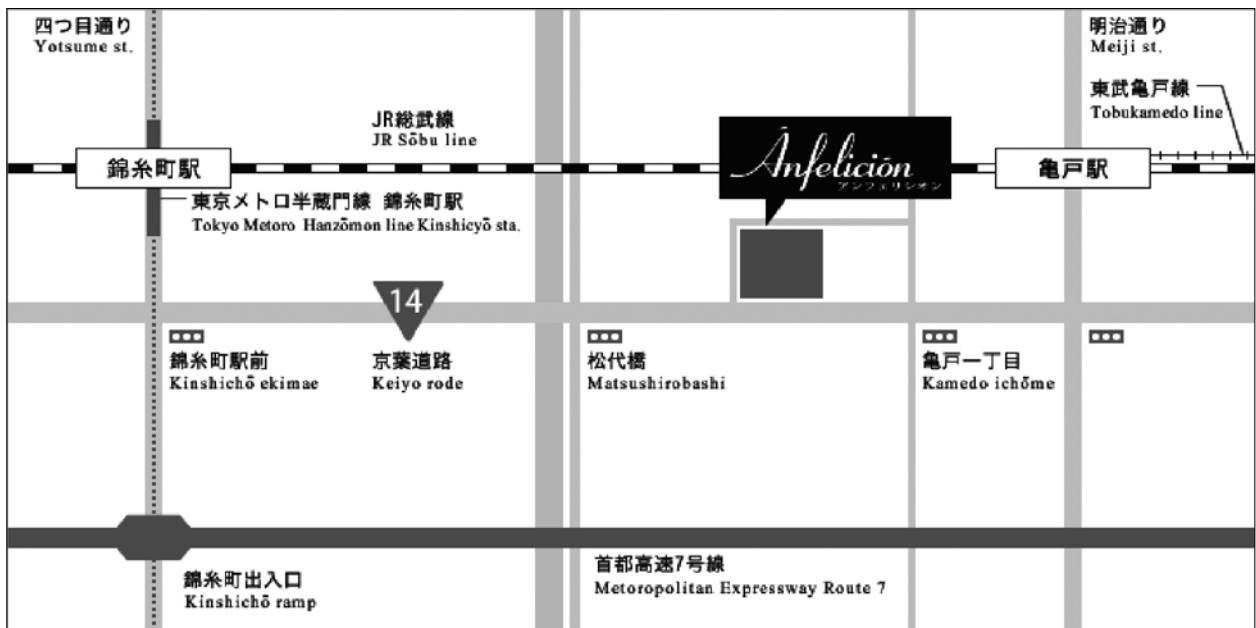 四つ目通り
Yotsume st.
明治通り
Meiji st.
東武亀戸線
Tobukamedo line
JR総武線
JR Sōbu line
Ánfelición
アンフェリシオン
錦糸町駅
亀戸駅
東京メトロ半蔵門線 錦糸町駅
Tokyo Metoro Hanzōmon line Kinshicyō sta.
14
錦糸町駅前
Kinshichō ekimae
京葉道路
Keiyo rode
松代橋
Matsushirobashi
亀戸一丁目
Kamedo ichōme
首都高速7号線
Metoropolitan Expressway Route 7
錦糸町出入口
Kinshichō ramp